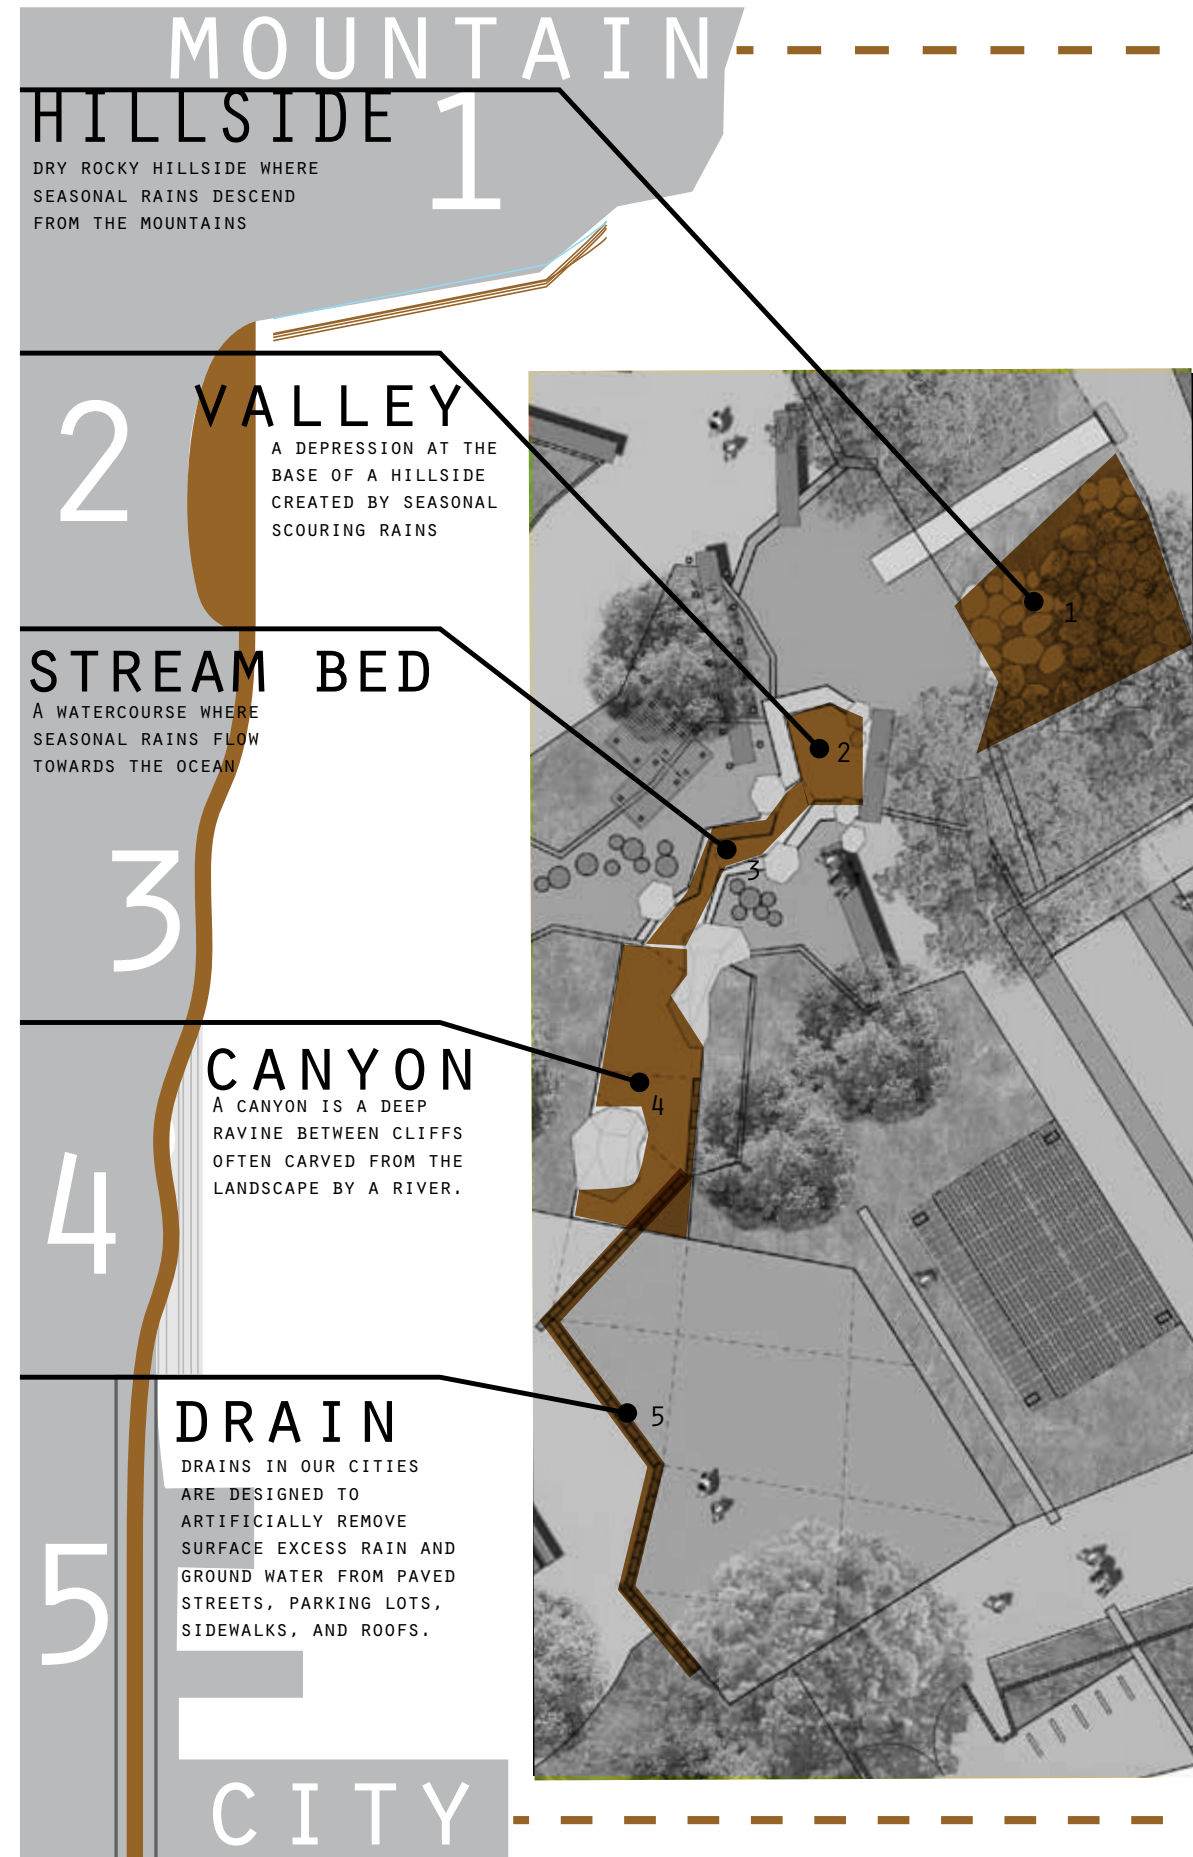 MOUNTAIN
HILLSIDE
1
DRY ROCKY HILLSIDE WHERE
SEASONAL RAINS DESCEND
FROM THE MOUNTAINS
2
VALLEY
A DEPRESSION AT THE
BASE OF A HILLSIDE
CREATED BY SEASONAL
SCOURING RAINS
STREAM BED
A WATERCOURSE WHERE
SEASONAL RAINS FLOW
TOWARDS THE OCEAN
3
CANYON
A CANYON IS A DEEP
RAVINE BETWEEN CLIFFS
OFTEN CARVED FROM THE
LANDSCAPE BY A RIVER.
4
DRAIN
DRAINS IN OUR CITIES
ARE DESIGNED TO
ARTIFICIALLY REMOVE
SURFACE EXCESS RAIN AND
GROUND WATER FROM PAVED
STREETS, PARKING LOTS,
SIDEWALKS, AND ROOFS.
5
CITY
1
2
3
4
5